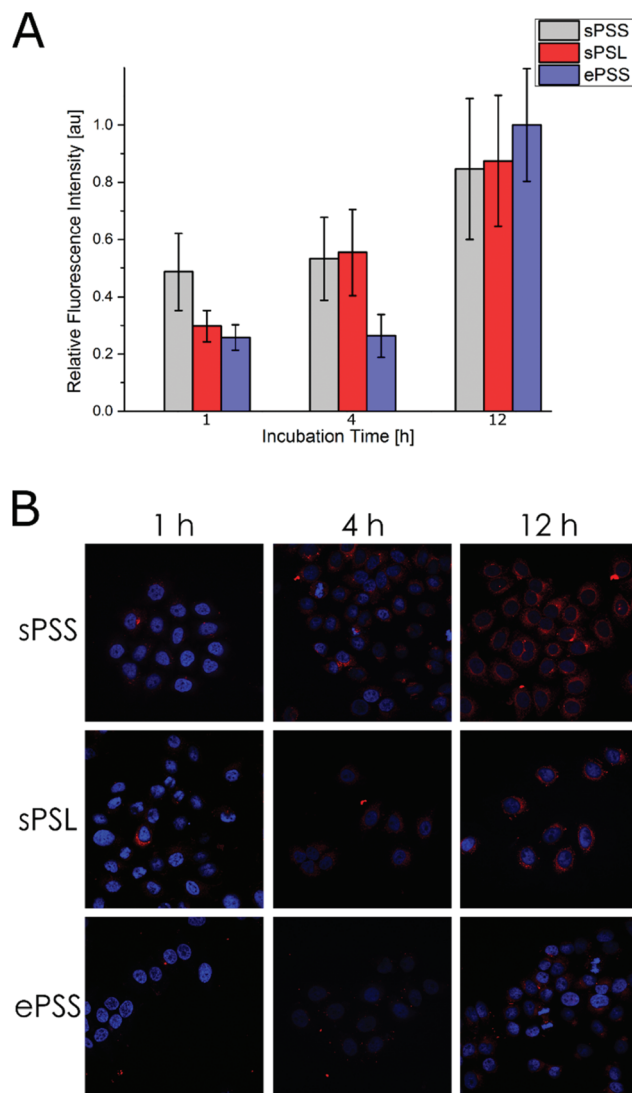 A
sPSS
sPSL
ePSS
Relative Fluorescence Intensity [au]
1.0
0.8
0.6
0.4
0.2
0.0
1 4 12
Incubation Time [h]
B
1 h 4 h 12 h
sPSS
sPSL
ePSS